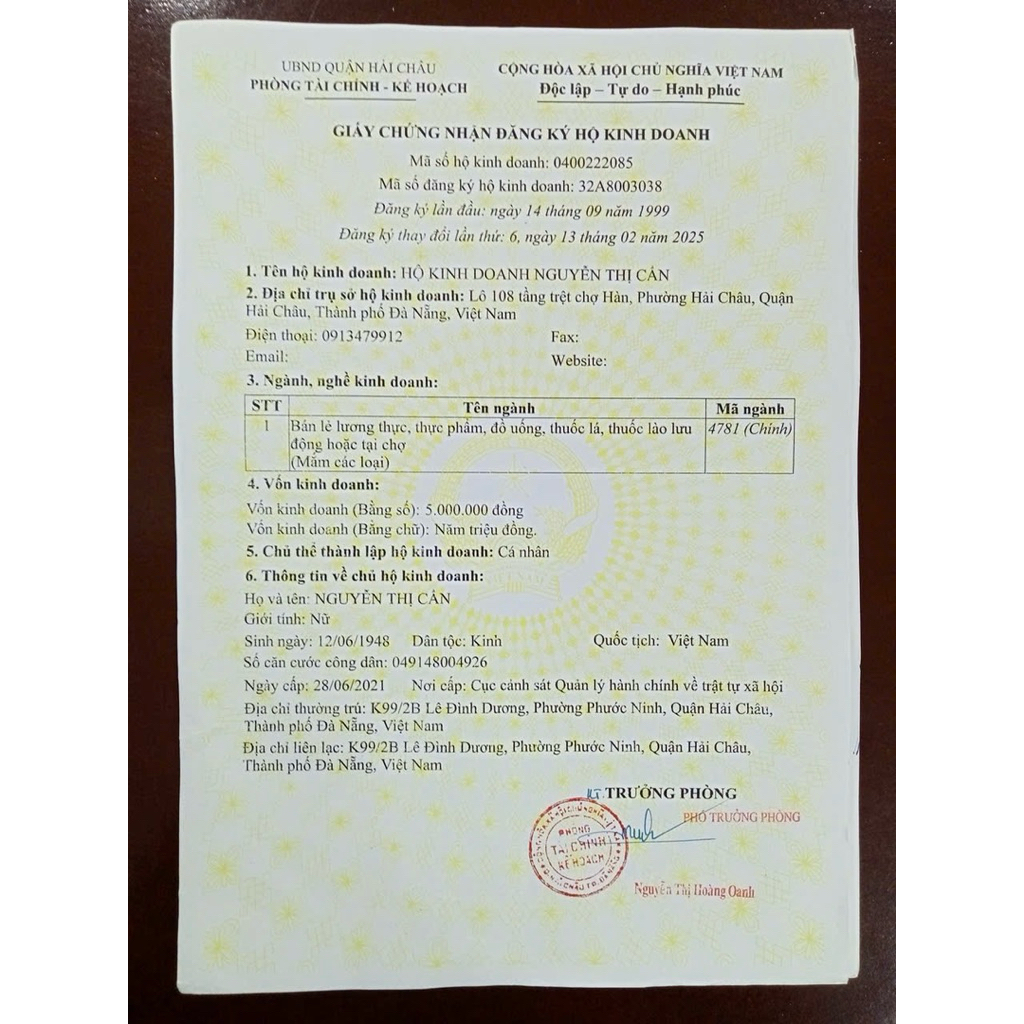 UBND QUẬN HẢI CHÂU
PHÒNG TÀI CHÍNH - KẾ HOẠCH
CỘNG HÒA XÃ HỘI CHỦ NGHĨA VIỆT NAM
Độc lập – Tự do – Hạnh phúc
GIẤY CHỨNG NHẬN ĐĂNG KÝ HỘ KINH DOANH
Mã số hộ kinh doanh: 0400222085
Mã số đăng ký hộ kinh doanh: 32A8003038
Đăng ký lần đầu: ngày 14 tháng 09 năm 1999
Đăng ký thay đổi lần thứ: 6, ngày 13 tháng 02 năm 2025
1. Tên hộ kinh doanh: HỘ KINH DOANH NGUYỄN THỊ CẨN
2. Địa chỉ trụ sở hộ kinh doanh: Lô 108 tầng trệt chợ Hàn, Phường Hải Châu, Quận
Hải Châu, Thành phố Đà Nẵng, Việt Nam
Điện thoại: 0913479912 Fax:
Email: Website:
3. Ngành, nghề kinh doanh:
STT Tên ngành Mã ngành
1 Bán lẻ lương thực, thực phẩm, đồ uống, thuốc lá, thuốc lào lưu 4781 (Chính)
động hoặc tại chợ
(Mắm các loại)
4. Vốn kinh doanh:
Vốn kinh doanh (Bằng số): 5.000.000 đồng
Vốn kinh doanh (Bằng chữ): Năm triệu đồng.
5. Chủ thể thành lập hộ kinh doanh: Cá nhân
6. Thông tin về chủ hộ kinh doanh:
Họ và tên: NGUYỄN THỊ CẨN
Giới tính: Nữ
Sinh ngày: 12/06/1948 Dân tộc: Kinh Quốc tịch: Việt Nam
Số căn cước công dân: 049148004926
Ngày cấp: 28/06/2021 Nơi cấp: Cục cảnh sát Quản lý hành chính về trật tự xã hội
Địa chỉ thường trú: K99/2B Lê Đình Dương, Phường Phước Ninh, Quận Hải Châu,
Thành phố Đà Nẵng, Việt Nam
Địa chỉ liên lạc: K99/2B Lê Đình Dương, Phường Phước Ninh, Quận Hải Châu,
Thành phố Đà Nẵng, Việt Nam
KT. TRƯỞNG PHÒNG
PHÓ TRƯỞNG PHÒNG
PHÒNG
TÀI CHÍNH
KẾ HOẠCH
Nguyễn Thị Hoàng Oanh